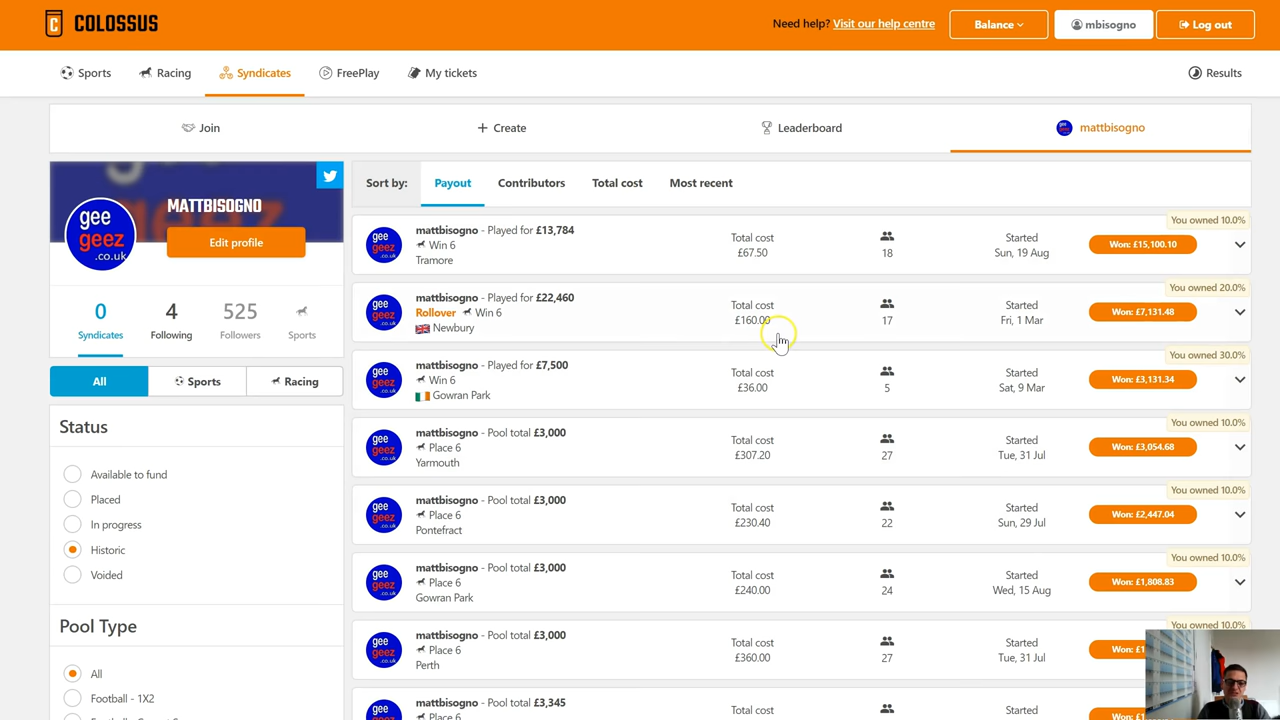 COLOSSUS
Need help? Visit our help centre
Balance
mbisogno
Log out
Sports
Racing
Syndicates
FreePlay
My tickets
Results
Join
Create
Leaderboard
mattbisogno
MATTBISOGNO
gee
geez
.co.uk
Edit profile
0
Syndicates
4
Following
525
Followers
Sports
All
Sports
Racing
Status
Available to fund
Placed
In progress
Historic
Voided
Pool Type
All
Football - 1X2
Sort by:
Payout
Contributors
Total cost
Most recent
You owned 10.0%
mattbisogno - Played for £13,784
Win 6
Tramore
Total cost
£67.50
18
Started
Sun, 19 Aug
Won: £15,100.10
You owned 20.0%
mattbisogno - Played for £22,460
Rollover Win 6
Newbury
Total cost
£160.00
17
Started
Fri, 1 Mar
Won: £7,131.48
You owned 30.0%
mattbisogno - Played for £7,500
Win 6
Gowran Park
Total cost
£36.00
5
Started
Sat, 9 Mar
Won: £3,131.34
You owned 10.0%
mattbisogno - Pool total £3,000
Place 6
Yarmouth
Total cost
£307.20
27
Started
Tue, 31 Jul
Won: £3,054.68
You owned 10.0%
mattbisogno - Pool total £3,000
Place 6
Pontefract
Total cost
£230.40
22
Started
Sun, 29 Jul
Won: £2,447.04
You owned 10.0%
mattbisogno - Pool total £3,000
Place 6
Gowran Park
Total cost
£240.00
24
Started
Wed, 15 Aug
Won: £1,808.83
You owned 10.0%
mattbisogno - Pool total £3,000
Place 6
Perth
Total cost
£360.00
27
Started
Tue, 31 Jul
Won:
mattbisogno - Pool total £3,345
Place 6
Total cost
Started